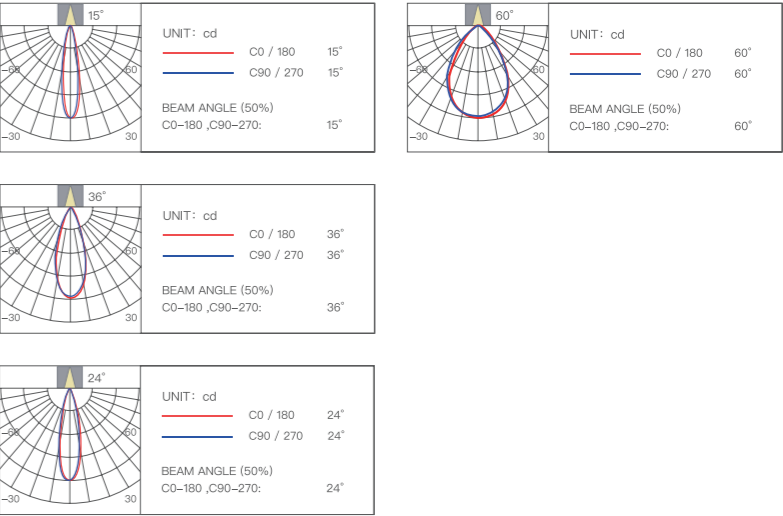 15°
UNIT: cd
C0 / 180 15°
C90 / 270 15°
BEAM ANGLE (50%)
C0-180 ,C90-270: 15°
-60 60
-30 30
60°
UNIT: cd
C0 / 180 60°
C90 / 270 60°
BEAM ANGLE (50%)
C0-180 ,C90-270: 60°
-60 60
-30 30
36°
UNIT: cd
C0 / 180 36°
C90 / 270 36°
BEAM ANGLE (50%)
C0-180 ,C90-270: 36°
-60 60
-30 30
24°
UNIT: cd
C0 / 180 24°
C90 / 270 24°
BEAM ANGLE (50%)
C0-180 ,C90-270: 24°
-60 60
-30 30